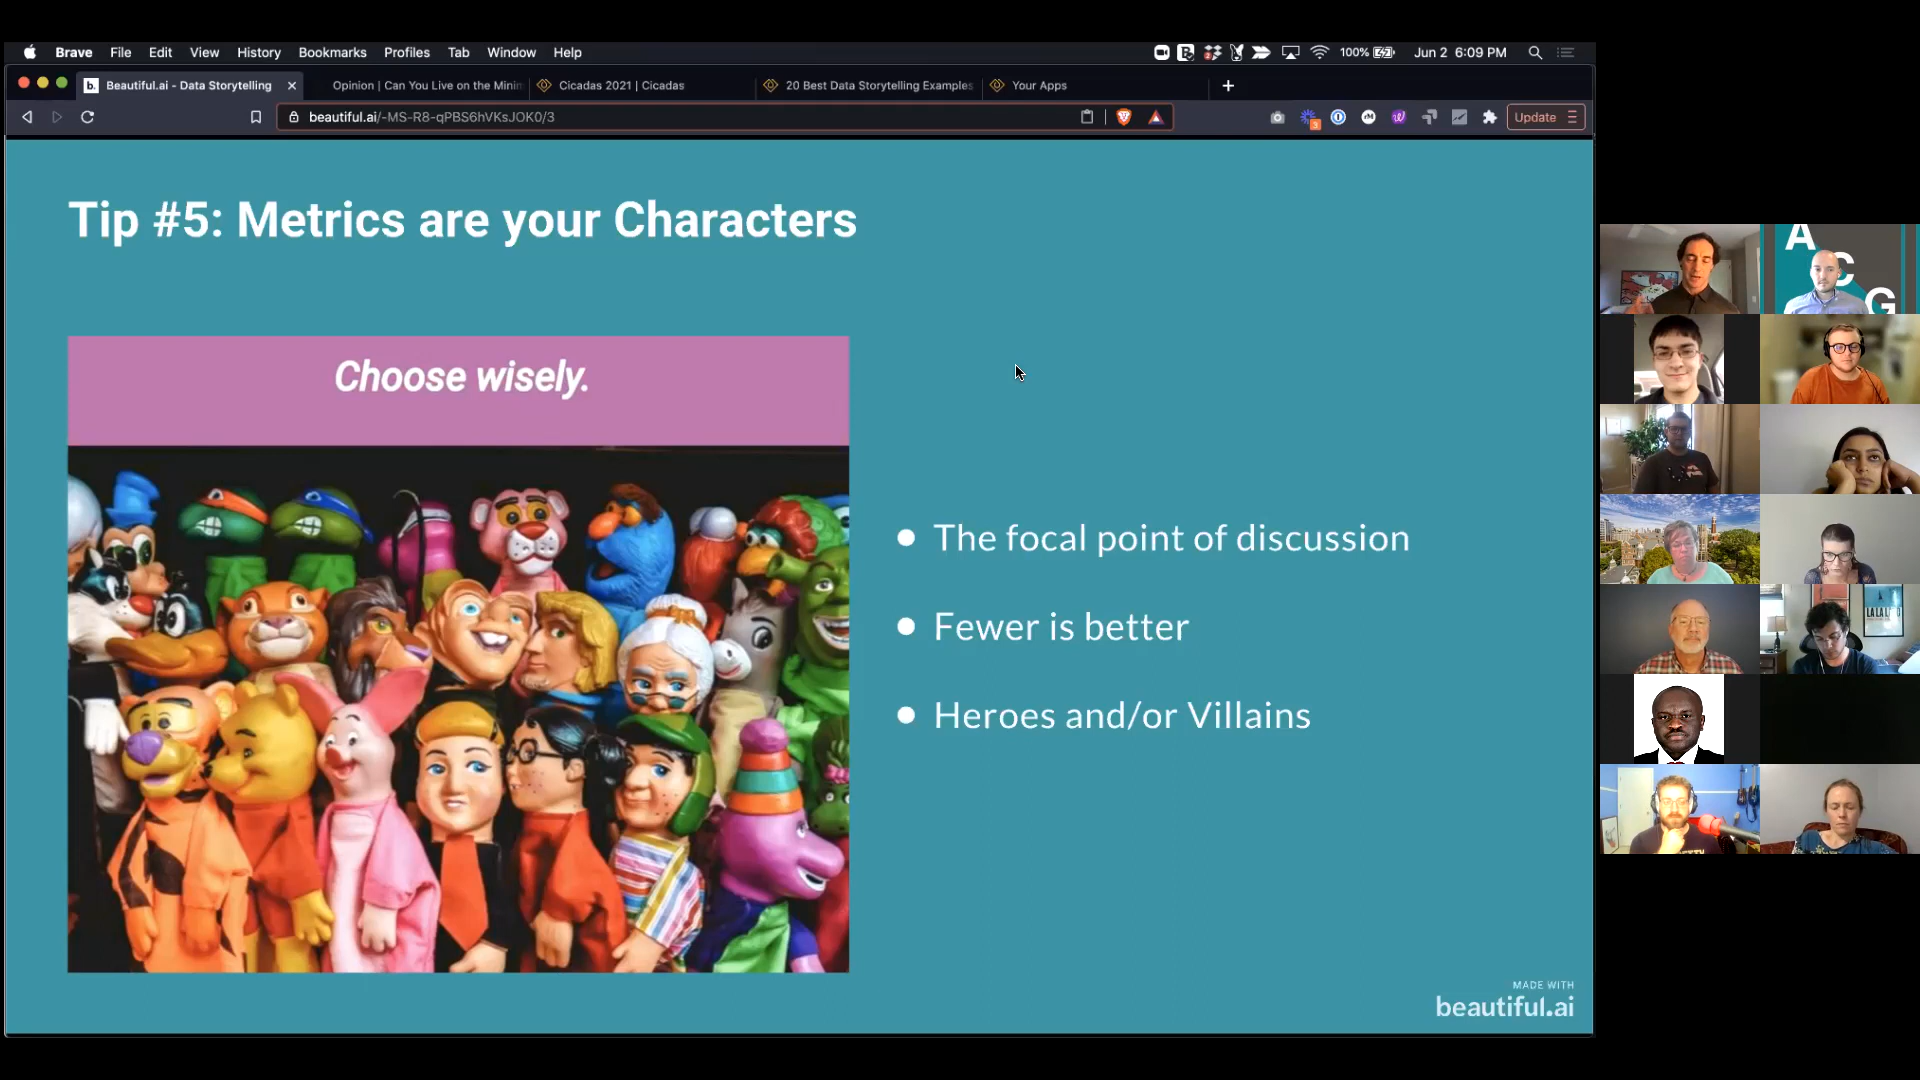 Brave File Edit View History Bookmarks Profiles Tab Window Help 100% Jun 2 6:09 PM
b. Beautiful.ai - Data Storytelling Opinion | Can You Live on the Minim Cicadas 2021 | Cicadas 20 Best Data Storytelling Examples Your Apps
beautiful.ai/-MS-R8-qPBS6hVKsJOK0/3 Update
Tip #5: Metrics are your Characters
Choose wisely.
The focal point of discussion
Fewer is better
Heroes and/or Villains
MADE WITH
beautiful.ai
A
C
G
LA LA LAND